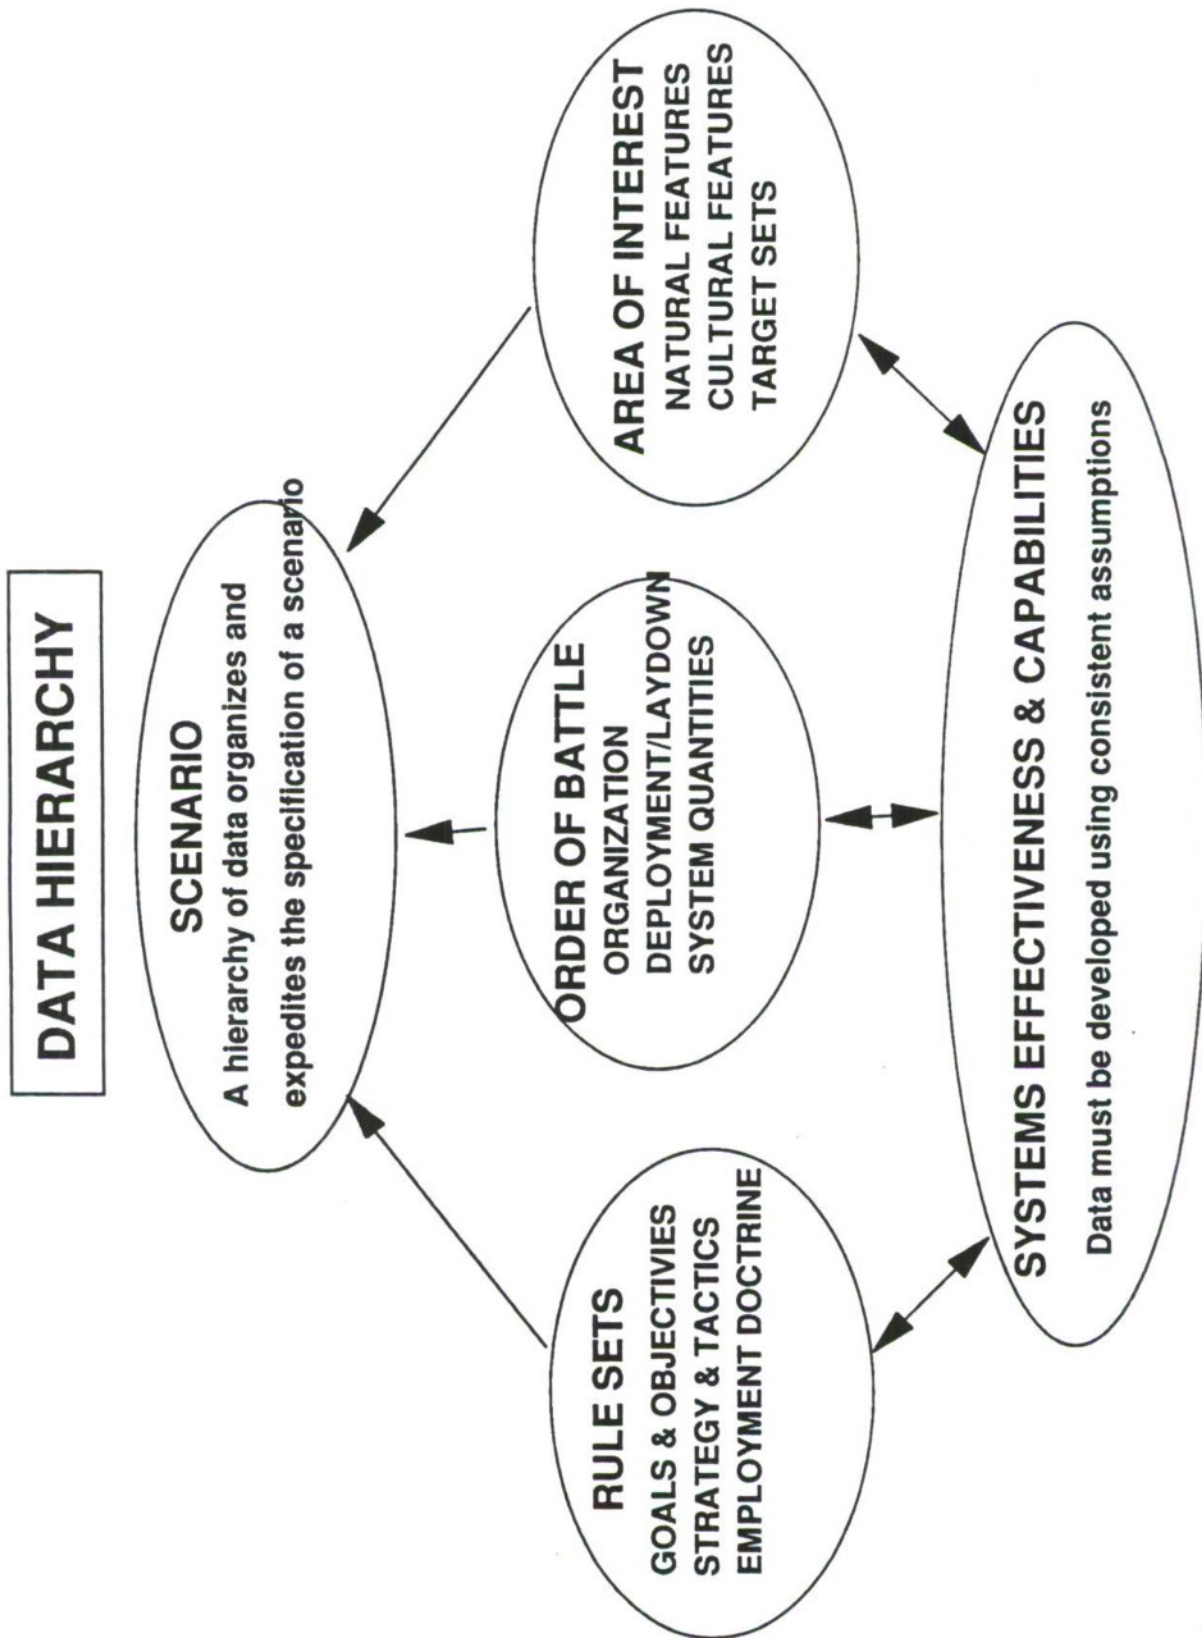 DATA HIERARCHY
SCENARIO
A hierarchy of data organizes and
expedites the specification of a scenario
RULE SETS
GOALS & OBJECTIVIES
STRATEGY & TACTICS
EMPLOYMENT DOCTRINE
ORDER OF BATTLE
ORGANIZATION
DEPLOYMENT/LAYDOWN
SYSTEM QUANTITIES
AREA OF INTEREST
NATURAL FEATURES
CULTURAL FEATURES
TARGET SETS
SYSTEMS EFFECTIVENESS & CAPABILITIES
Data must be developed using consistent assumptions